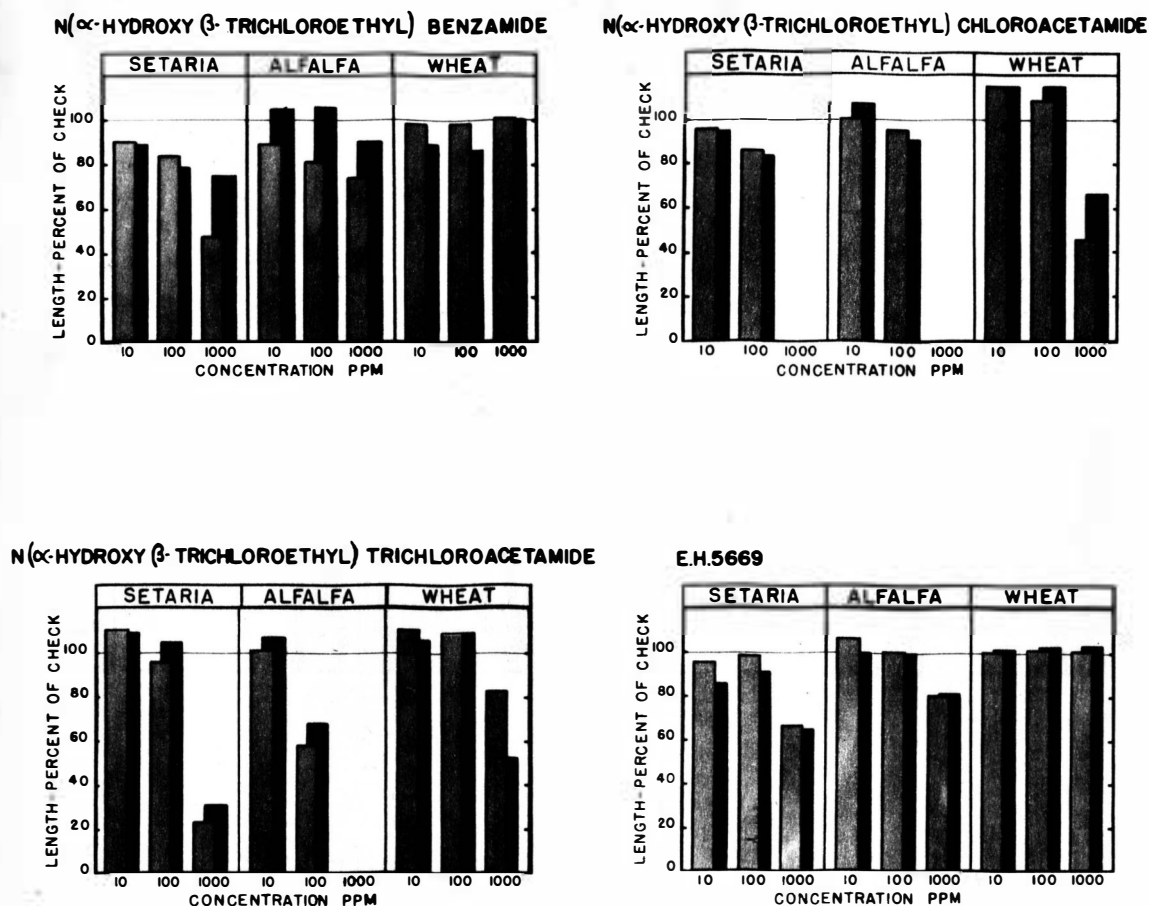 N(α-HYDROXY (β-TRICHLOROETHYL) BENZAMIDE
SETARIA ALFALFA WHEAT
LENGTH-PERCENT OF CHECK
100
80
60
40
20
0
10 100 1000 10 100 1000 10 100 1000
CONCENTRATION PPM
N(α-HYDROXY (β-TRICHLOROETHYL) CHLOROACETAMIDE
SETARIA ALFALFA WHEAT
LENGTH-PERCENT OF CHECK
100
80
60
40
20
0
10 100 1000 10 100 1000 10 100 1000
CONCENTRATION PPM
N(α-HYDROXY (β-TRICHLOROETHYL) TRICHLOROACETAMIDE
SETARIA ALFALFA WHEAT
LENGTH-PERCENT OF CHECK
100
80
60
40
20
0
10 100 1000 10 100 1000 10 100 1000
CONCENTRATION PPM
E.H.5669
SETARIA ALFALFA WHEAT
LENGTH-PERCENT OF CHECK
100
80
60
40
20
0
10 100 1000 10 100 1000 10 100 1000
CONCENTRATION PPM